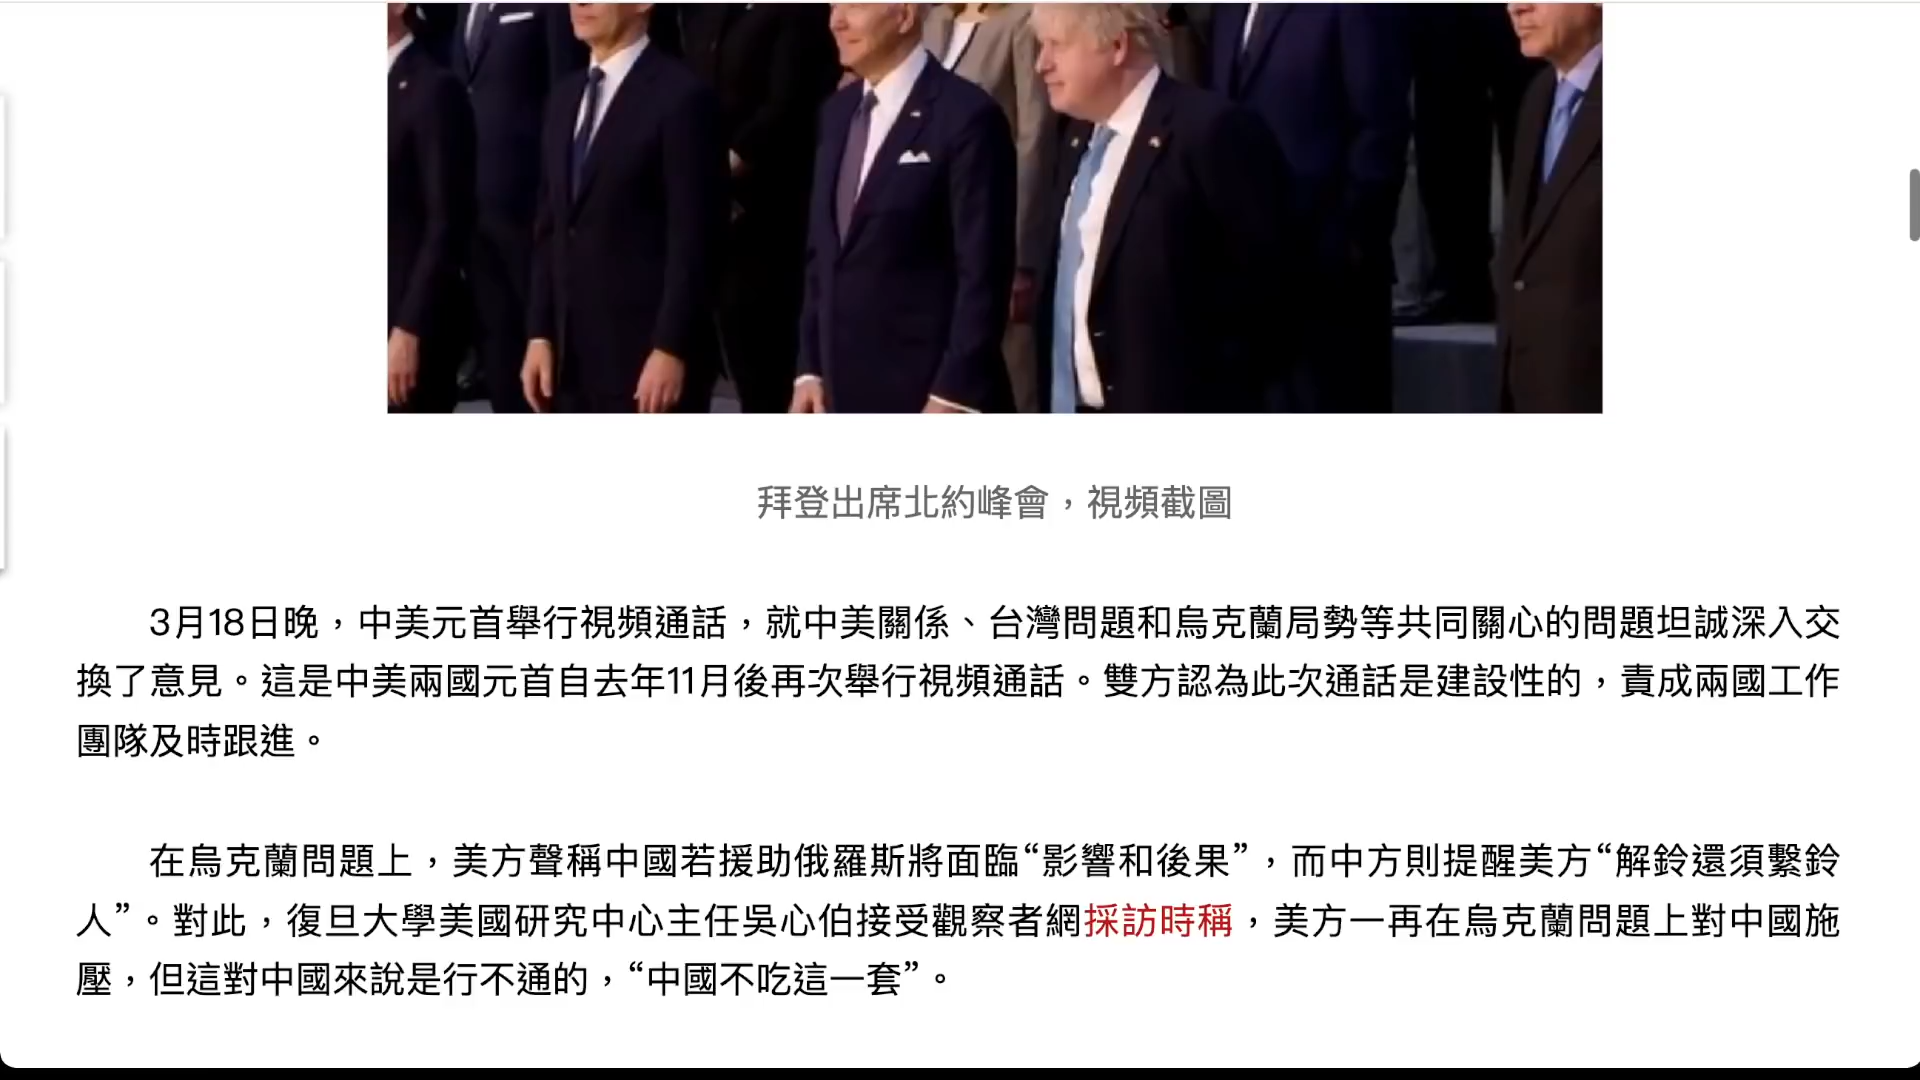 拜登出席北約峰會，視頻截圖
3月18日晚，中美元首舉行視頻通話，就中美關係、台灣問題和烏克蘭局勢等共同關心的問題坦誠深入交
換了意見。這是中美兩國元首自去年11月後再次舉行視頻通話。雙方認為此次通話是建設性的，責成兩國工作
團隊及時跟進。
在烏克蘭問題上，美方聲稱中國若援助俄羅斯將面臨“影響和後果”，而中方則提醒美方“解鈴還須繫鈴
人”。對此，復旦大學美國研究中心主任吳心伯接受觀察者網採訪時稱，美方一再在烏克蘭問題上對中國施
壓，但這對中國來說是行不通的，“中國不吃這一套”。